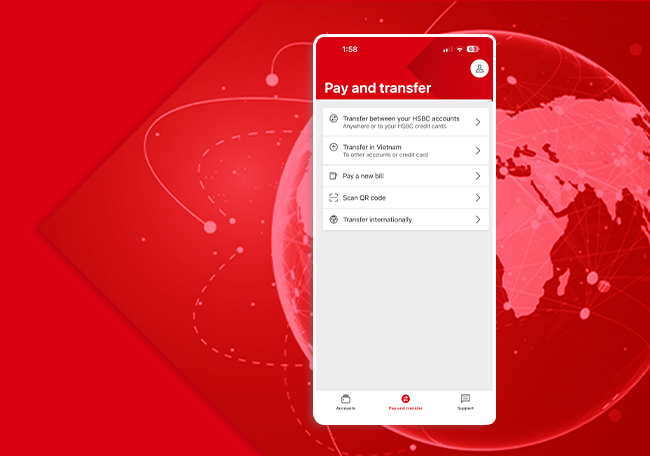 1:58
63
Pay and transfer
Transfer between your HSBC accounts
Anywhere or to your HSBC credit cards
Transfer in Vietnam
To other accounts or credit card
Pay a new bill
Scan QR code
Transfer internationally
Accounts
Pay and transfer
Support